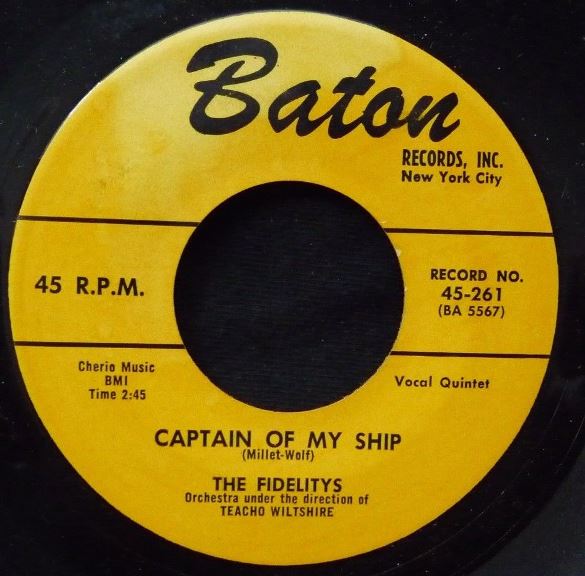 Baton
RECORDS, INC.
New York City
45 R.P.M.
RECORD NO.
45-261
(BA 5567)
Cherio Music
BMI
Time 2:45
Vocal Quintet
CAPTAIN OF MY SHIP
(Millet-Wolf)
THE FIDELITYS
Orchestra under the direction of
TEACHO WILTSHIRE